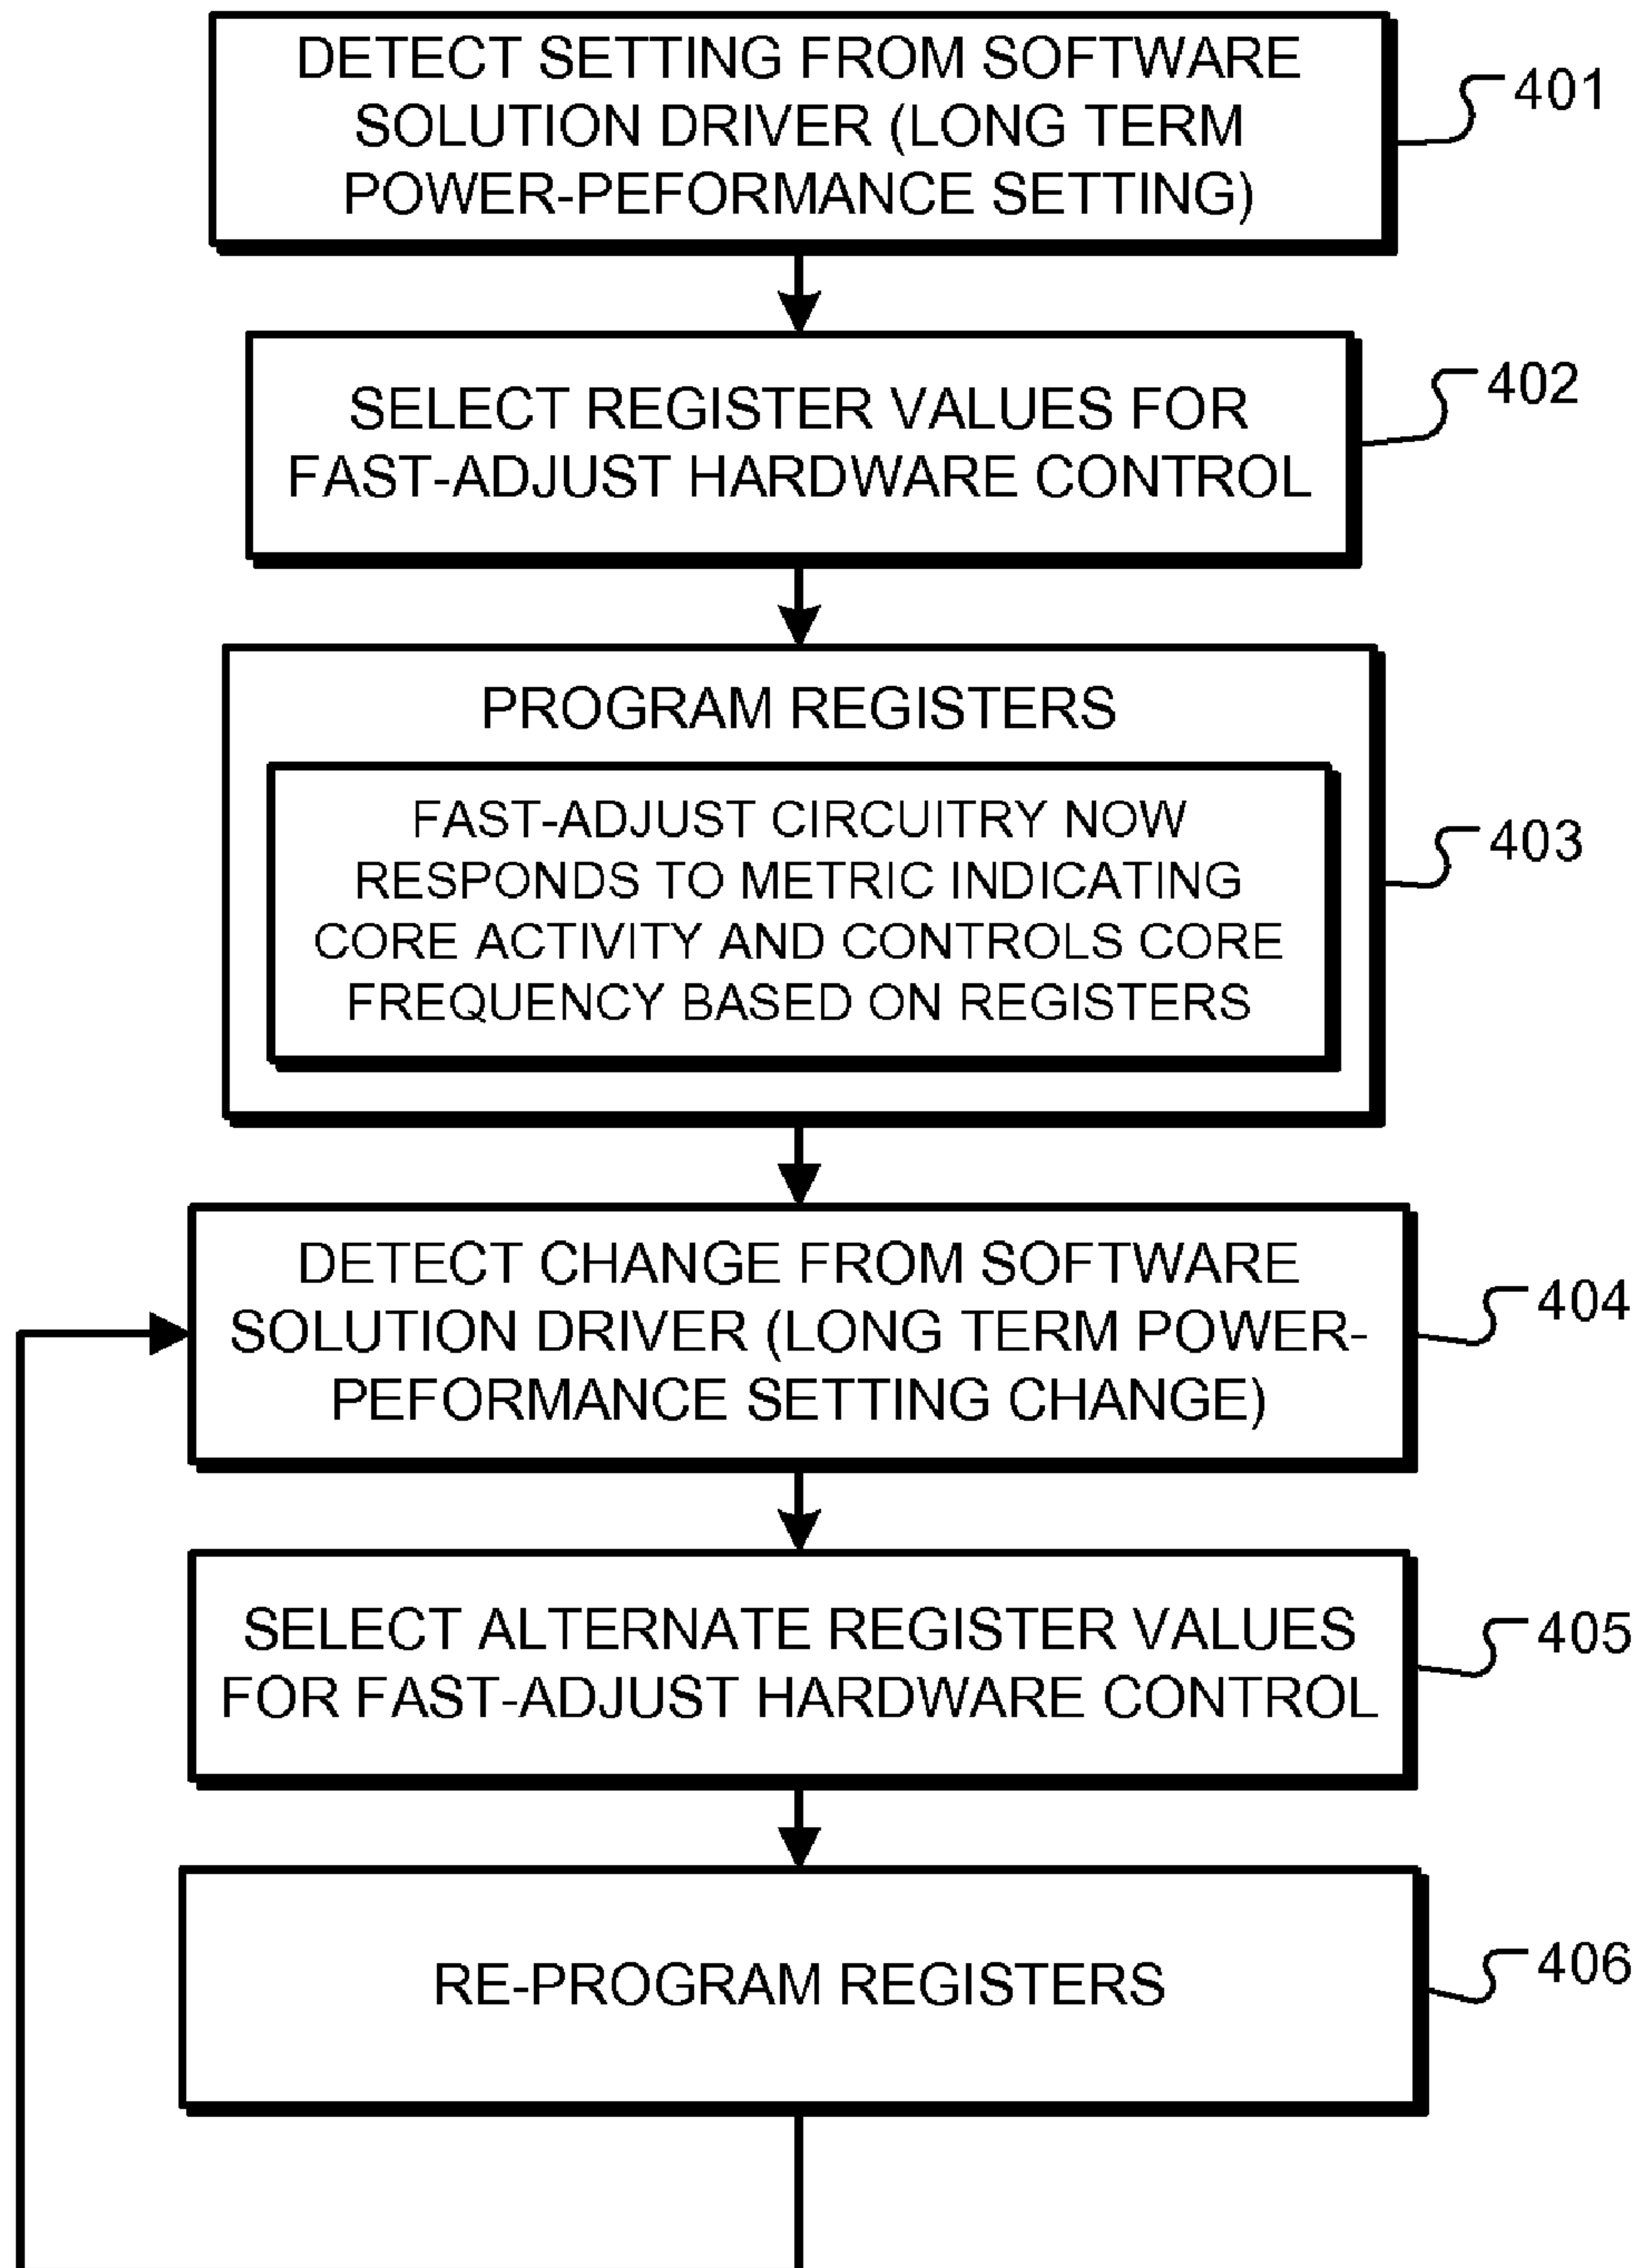 DETECT SETTING FROM SOFTWARE
SOLUTION DRIVER (LONG TERM
POWER-PEFORMANCE SETTING)
401
SELECT REGISTER VALUES FOR
FAST-ADJUST HARDWARE CONTROL
402
PROGRAM REGISTERS
FAST-ADJUST CIRCUITRY NOW
RESPONDS TO METRIC INDICATING
CORE ACTIVITY AND CONTROLS CORE
FREQUENCY BASED ON REGISTERS
403
DETECT CHANGE FROM SOFTWARE
SOLUTION DRIVER (LONG TERM POWER-
PEFORMANCE SETTING CHANGE)
404
SELECT ALTERNATE REGISTER VALUES
FOR FAST-ADJUST HARDWARE CONTROL
405
RE-PROGRAM REGISTERS
406